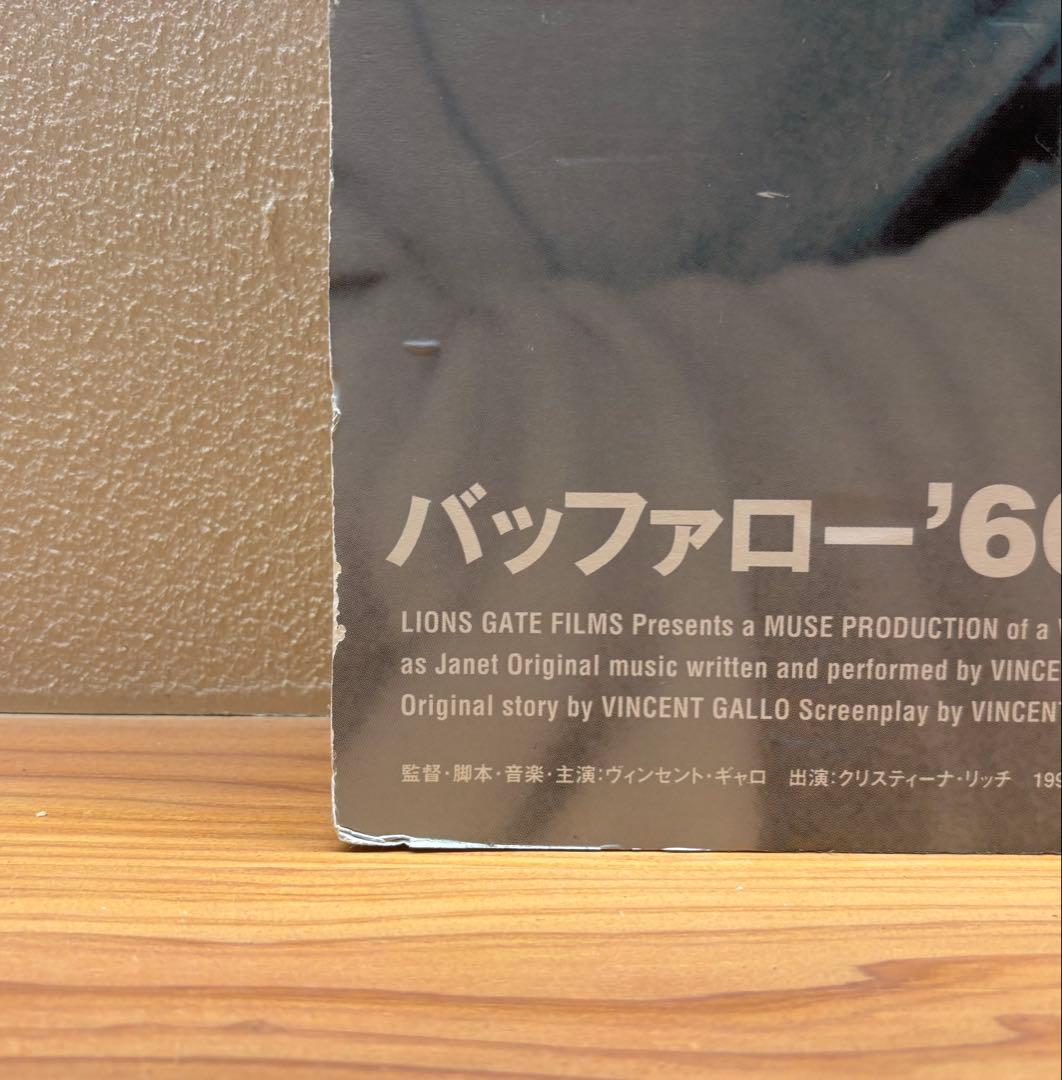 バッファロー’66
LIONS GATE FILMS Presents a MUSE PRODUCTION of a
as Janet Original music written and performed by
Original story by VINCENT GALLO Screenplay by VINCENT
監督・脚本・音楽・主演：ヴィンセント・ギャロ 出演：クリスティーナ・リッチ